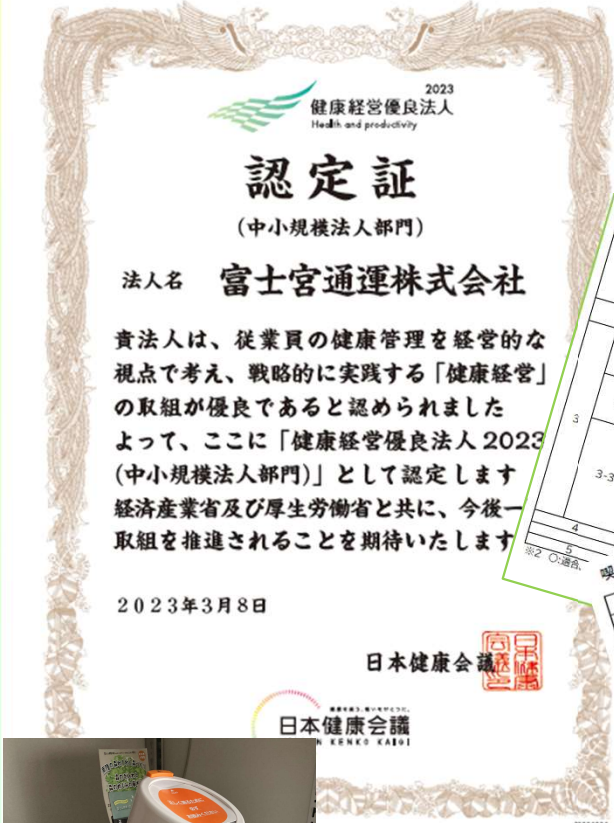 2023
健康経営優良法人
Health and productivity
認定証
(中小規模法人部門)
法人名 富士宮通運株式会社
貴法人は、従業員の健康管理を経営的な
視点で考え、戦略的に実践する「健康経営」
の取組が優良であると認められました
よって、ここに「健康経営優良法人2023
(中小規模法人部門)」として認定します
経済産業省及び厚生労働省と共に、今後一
取組を推進されることを期待いたします
2023年3月8日
日本健康会議
日本健康会議
N KENKO KAIGI
3
3-3
4
5
※2 〇:適合、
喫